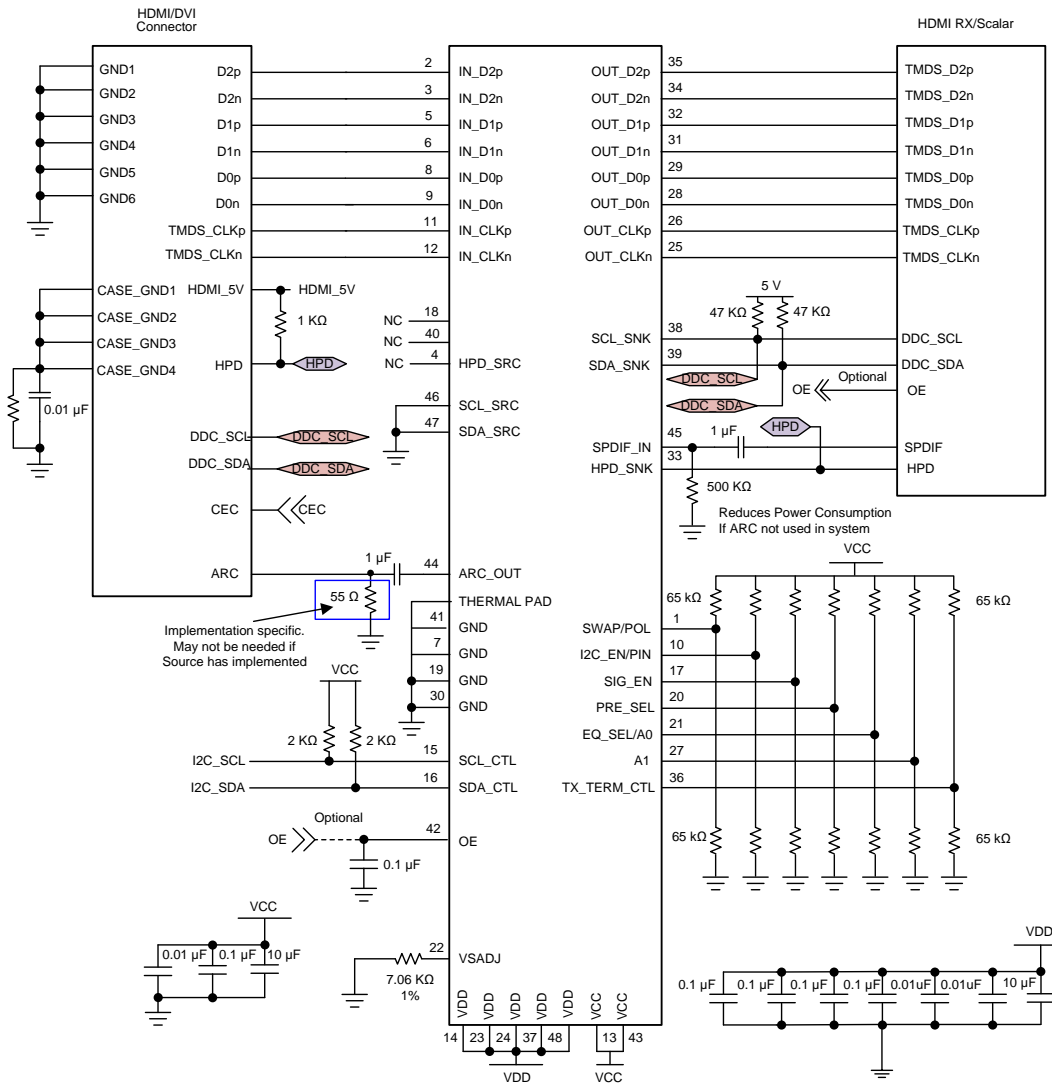 HDMI/DVI
Connector
HDMI RX/Scalar
GND1
GND2
GND3
GND4
GND5
GND6
CASE_GND1
CASE_GND2
CASE_GND3
CASE_GND4
0.01 µF
D2p
D2n
D1p
D1n
D0p
D0n
TMDS_CLKp
TMDS_CLKn
HDMI_5V
HPD
DDC_SCL
DDC_SDA
CEC
ARC
HDMI_5V
1 KΩ
HPD
DDC_SCL
DDC_SDA
CEC
1 µF
55 Ω
Implementation specific.
May not be needed if
Source has implemented
VCC
2 KΩ
2 KΩ
I2C_SCL
I2C_SDA
Optional
OE
0.1 µF
VCC
0.01 µF
0.1 µF
10 µF
7.06 KΩ
1%
2 IN_D2p
3 IN_D2n
5 IN_D1p
6 IN_D1n
8 IN_D0p
9 IN_D0n
11 IN_CLKp
12 IN_CLKn
NC 18
NC 40
NC 4 HPD_SRC
46 SCL_SRC
47 SDA_SRC
44 ARC_OUT
THERMAL PAD
41 GND
7 GND
19 GND
30 GND
15 SCL_CTL
16 SDA_CTL
42 OE
22 VSADJ
VDD VDD VDD VDD VDD VCC VCC
14 23 24 37 48 13 43
VDD VCC
OUT_D2p 35
OUT_D2n 34
OUT_D1p 32
OUT_D1n 31
OUT_D0p 29
OUT_D0n 28
OUT_CLKp 26
OUT_CLKn 25
SCL_SNK 38
SDA_SNK 39
SPDIF_IN 45
HPD_SNK 33
SWAP/POL 1
I2C_EN/PIN 10
SIG_EN 17
PRE_SEL 20
EQ_SEL/A0 21
A1 27
TX_TERM_CTL 36
5 V
47 KΩ
47 KΩ
DDC_SCL
DDC_SDA
Optional
OE
HPD
1 µF
500 KΩ
Reduces Power Consumption
If ARC not used in system
VCC
65 kΩ
65 kΩ
65 kΩ
65 kΩ
TMDS_D2p
TMDS_D2n
TMDS_D1p
TMDS_D1n
TMDS_D0p
TMDS_D0n
TMDS_CLKp
TMDS_CLKn
DDC_SCL
DDC_SDA
OE
SPDIF
HPD
VDD
0.1 µF
0.1 µF
0.1 µF
0.1 µF
0.01uF
0.01uF
10 µF